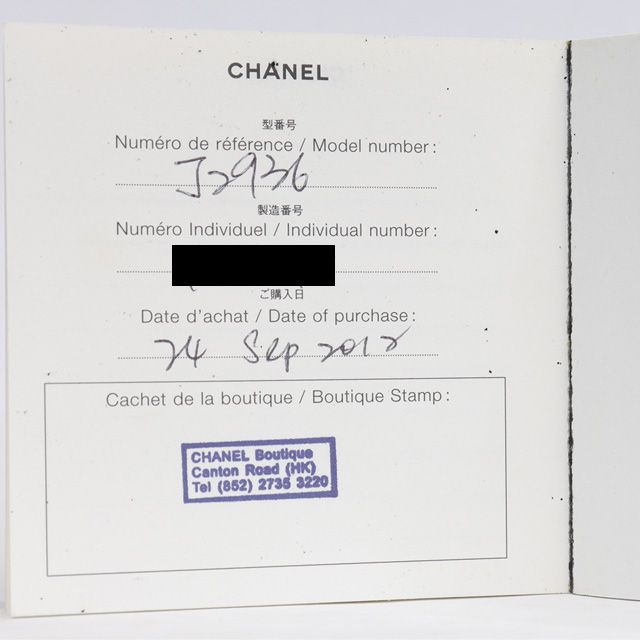 CHANEL
型番号
Numéro de référence / Model number :
J2936
製造番号
Numéro Individuel / Individual number :
ご購入日
Date d'achat / Date of purchase :
24 Sep 2012
Cachet de la boutique / Boutique Stamp :
CHANEL Boutique
Canton Road (HK)
Tel (852) 2735 3220